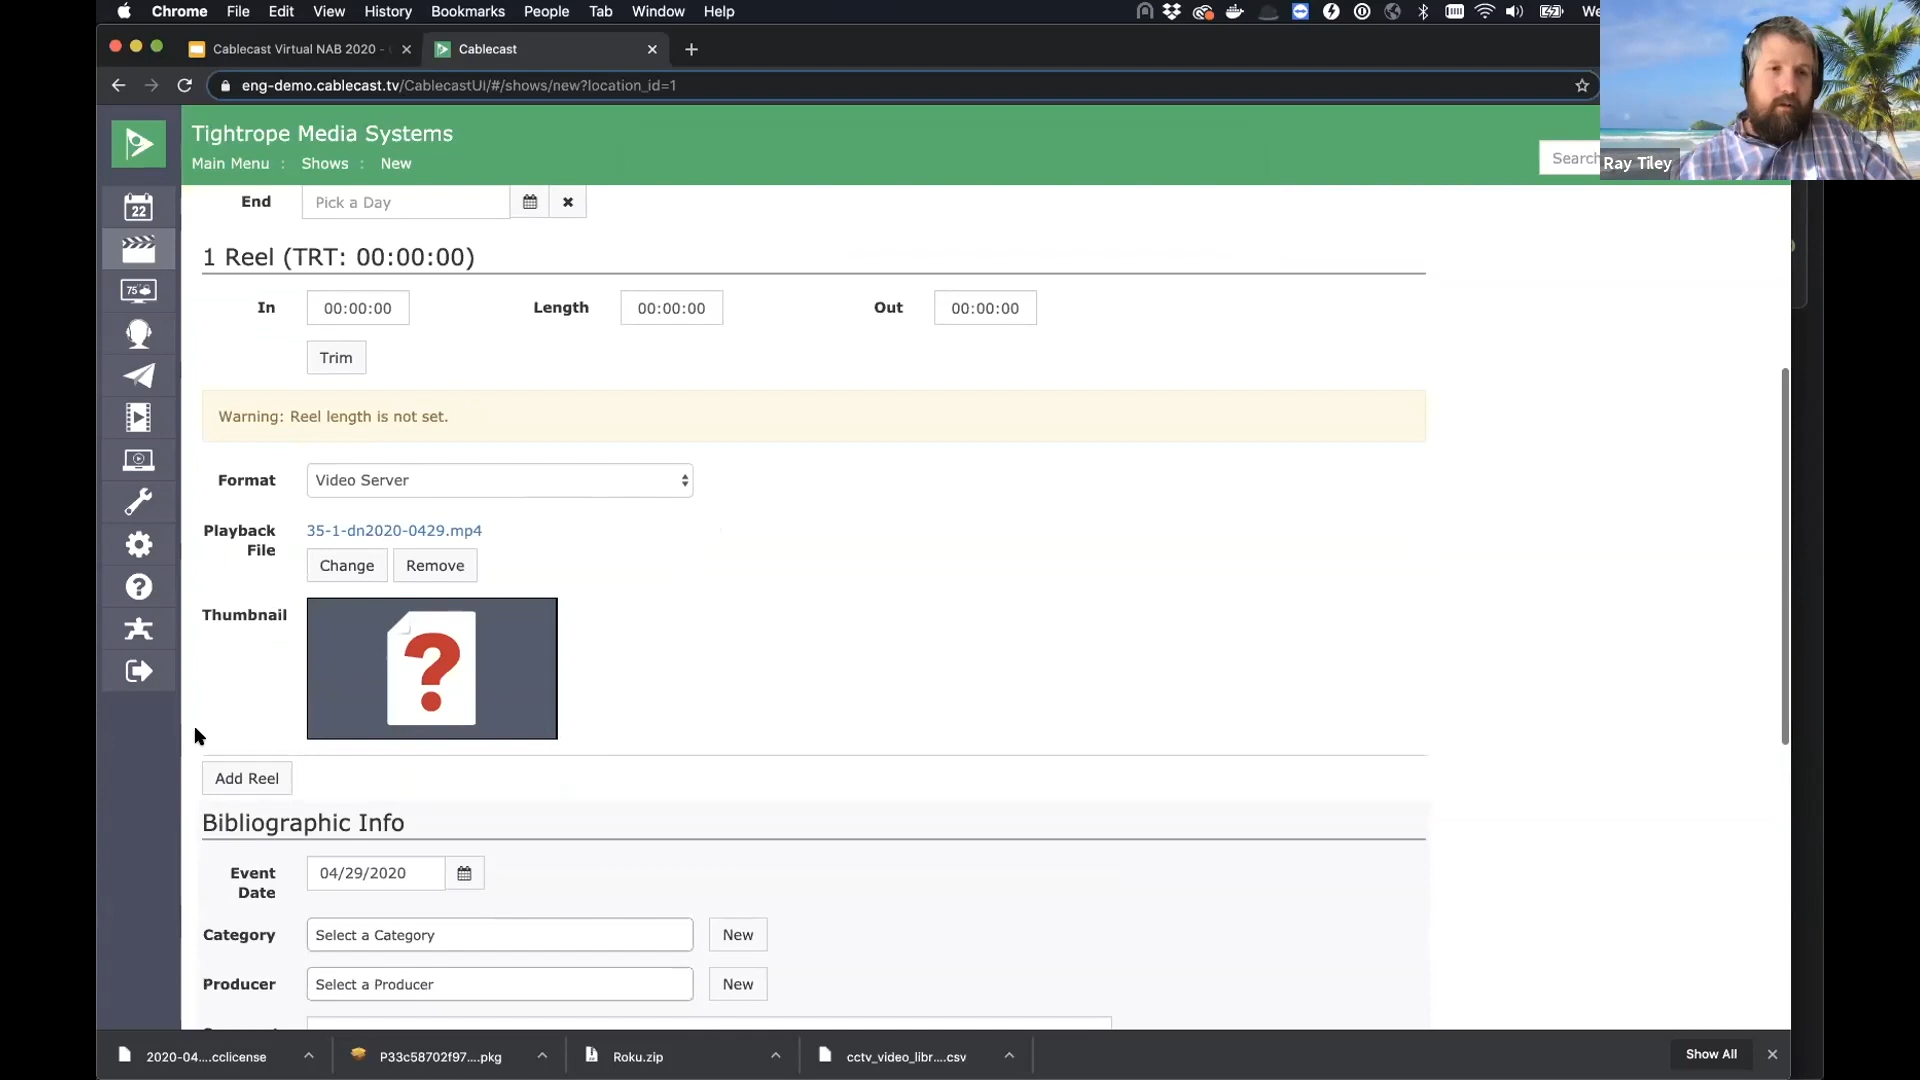 Chrome File Edit View History Bookmarks People Tab Window Help
Cablecast Virtual NAB 2020 -
Cablecast
eng-demo.cablecast.tv/CablecastUI/#/shows/new?location_id=1
Tightrope Media Systems
Main Menu : Shows : New
Search
Ray Tiley
22
75°
End Pick a Day
1 Reel (TRT: 00:00:00)
In 00:00:00 Length 00:00:00 Out 00:00:00
Trim
Warning: Reel length is not set.
Format Video Server
Playback File 35-1-dn2020-0429.mp4
Change Remove
Thumbnail
?
Add Reel
Bibliographic Info
Event Date 04/29/2020
Category Select a Category New
Producer Select a Producer New
2020-04....cclicense
P33c58702f97....pkg
Roku.zip
cctv_video_libr....csv
Show All